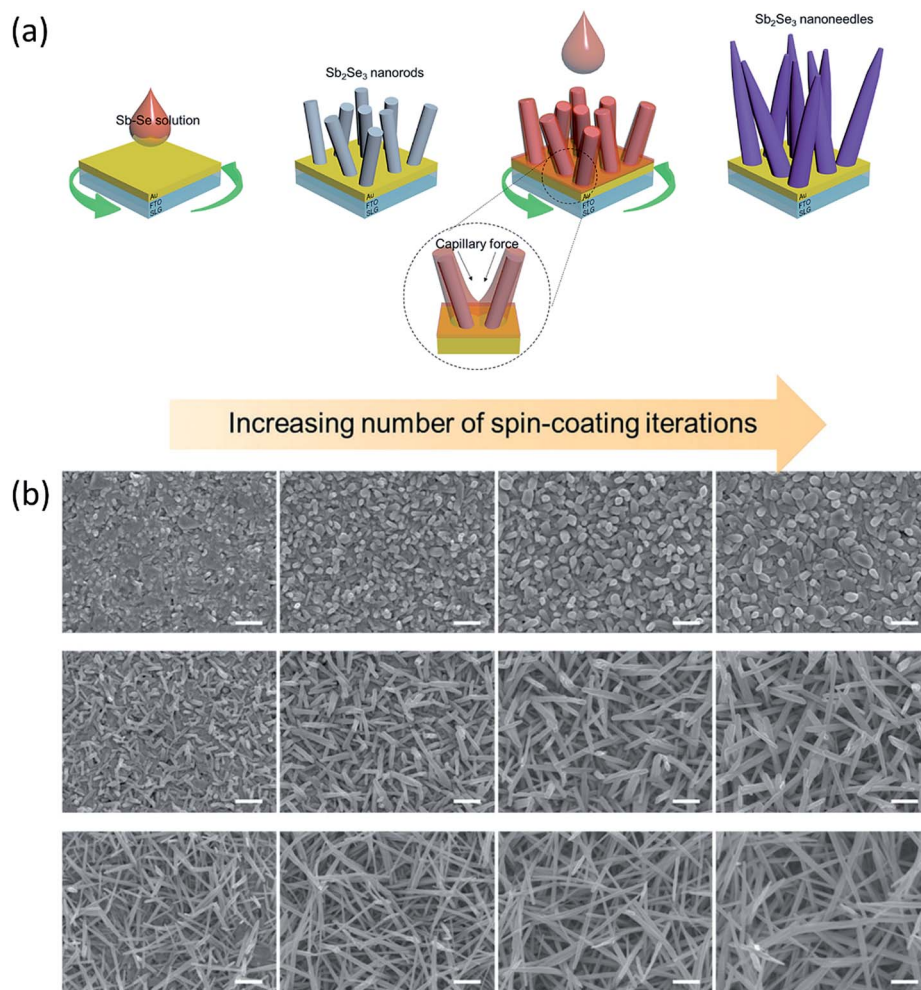 (a)
Sb-Se solution
Au
FTO
SLG
Sb₂Se₃ nanorods
Au
FTO
SLG
Au
FTO
SLG
Sb₂Se₃ nanoneedles
Au
FTO
SLG
Capillary force
Increasing number of spin-coating iterations
(b)